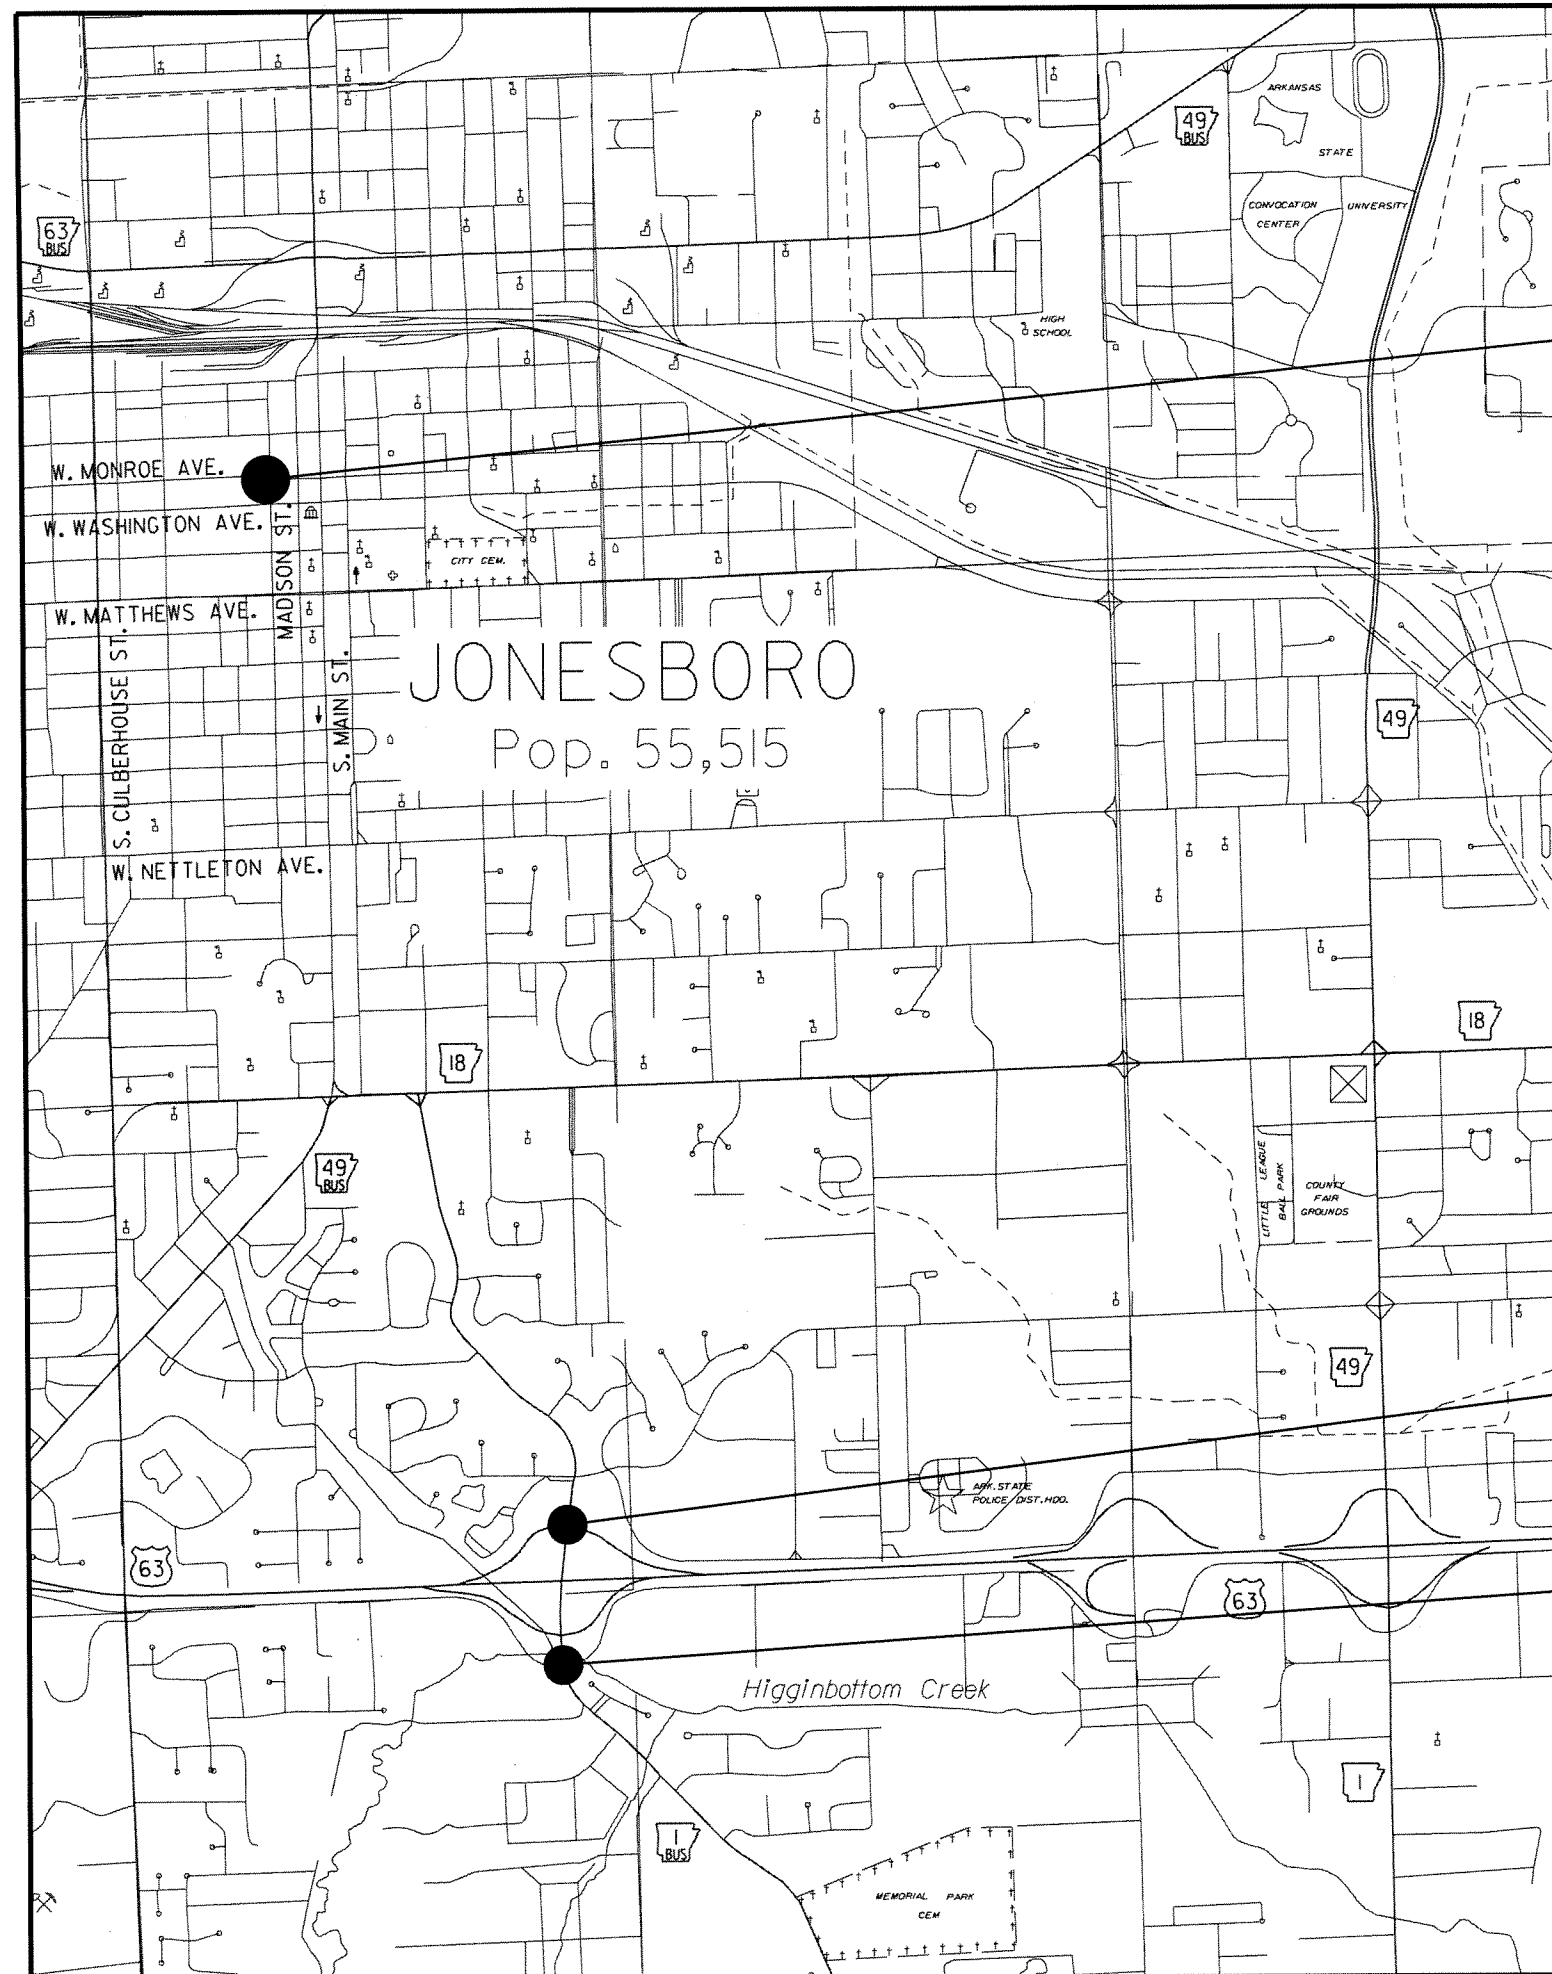 ARKANSAS
49
BUS
STATE
CONVOCATION
CENTER
UNIVERSITY
63
BUS
HIGH
SCHOOL
W. MONROE AVE.
W. WASHINGTON AVE.
MADISON ST.
CITY CEM.
W. MATTHEWS AVE.
S. CULBERHOUSE ST.
S. MAIN ST.
JONESBORO
Pop. 55,515
49
W. NETTLETON AVE.
18
18
49
BUS
LITTLE LEAGUE
BALL PARK
COUNTY
FAIR
GROUNDS
49
ARK. STATE
POLICE DIST. HDQ.
63
63
Higginbottom Creek
1
1
BUS
MEMORIAL PARK
CEM